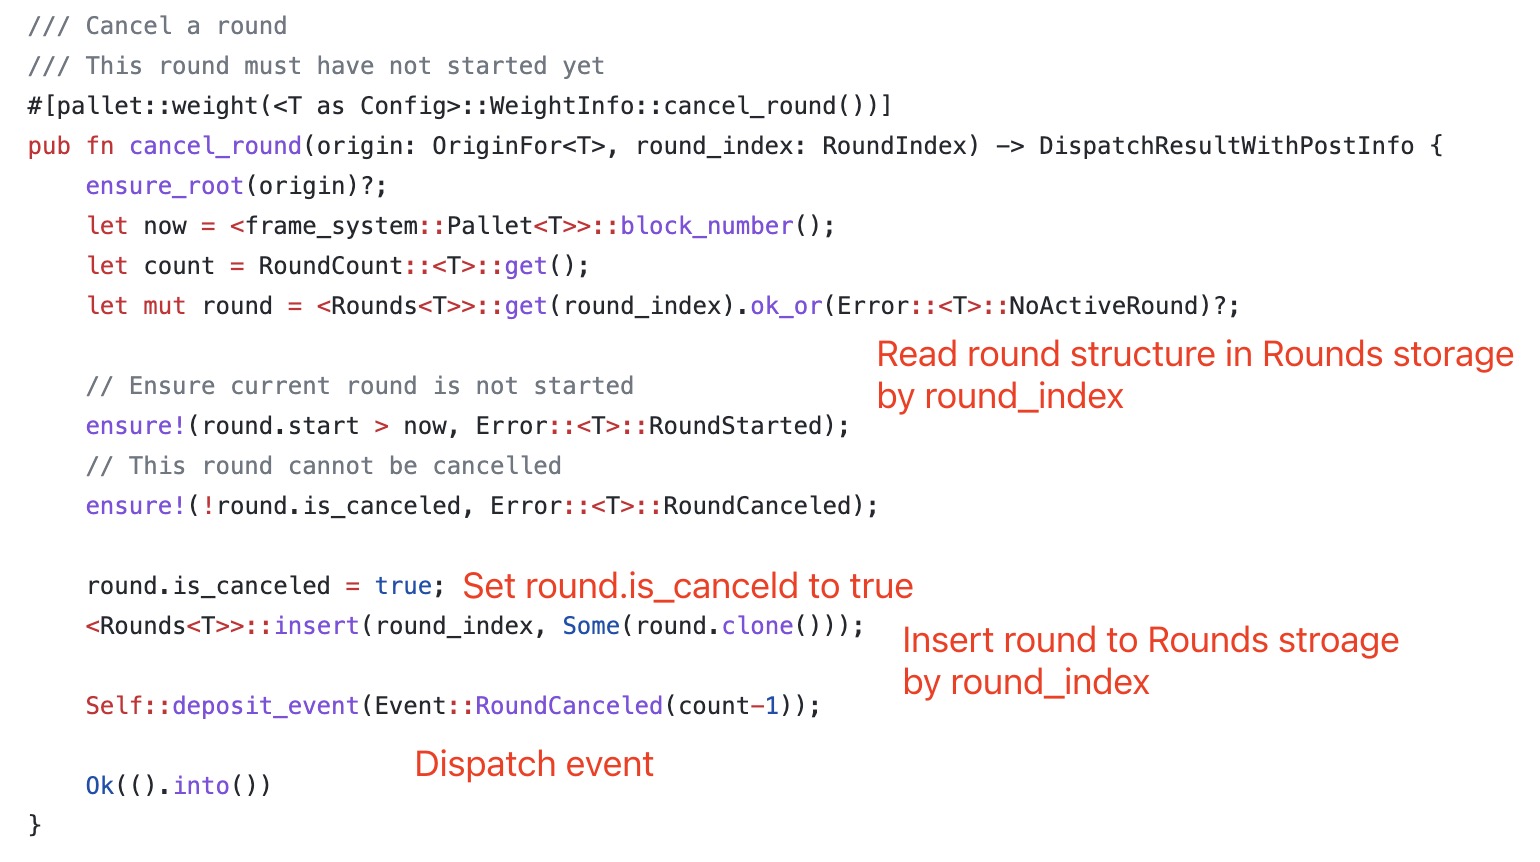 /// Cancel a round
/// This round must have not started yet
#[pallet::weight(<T as Config>::WeightInfo::cancel_round())]
pub fn cancel_round(origin: OriginFor<T>, round_index: RoundIndex) -> DispatchResultWithPostInfo {
    ensure_root(origin)?;
    let now = <frame_system::Pallet<T>>::block_number();
    let count = RoundCount::<T>::get();
    let mut round = <Rounds<T>>::get(round_index).ok_or(Error::<T>::NoActiveRound)?;
Read round structure in Rounds storage
by round_index
    // Ensure current round is not started
    ensure!(round.start > now, Error::<T>::RoundStarted);
    // This round cannot be cancelled
    ensure!(!round.is_canceled, Error::<T>::RoundCanceled);
    round.is_canceled = true; Set round.is_canceld to true
    <Rounds<T>>::insert(round_index, Some(round.clone()));
Insert round to Rounds stroage
by round_index
    Self::deposit_event(Event::RoundCanceled(count-1));
Dispatch event
    Ok(().into())
}